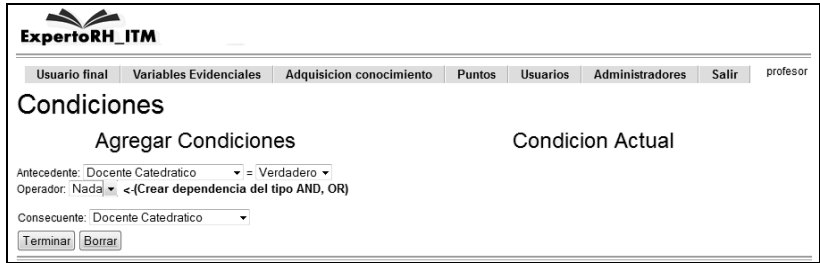 ExpertoRH_ITM
Usuario final Variables Evidenciales Adquisicion conocimiento Puntos Usuarios Administradores Salir profesor
Condiciones
Agregar Condiciones Condicion Actual
Antecedente: Docente Catedratico = Verdadero
Operador: Nada <-(Crear dependencia del tipo AND, OR)
Consecuente: Docente Catedratico
Terminar Borrar